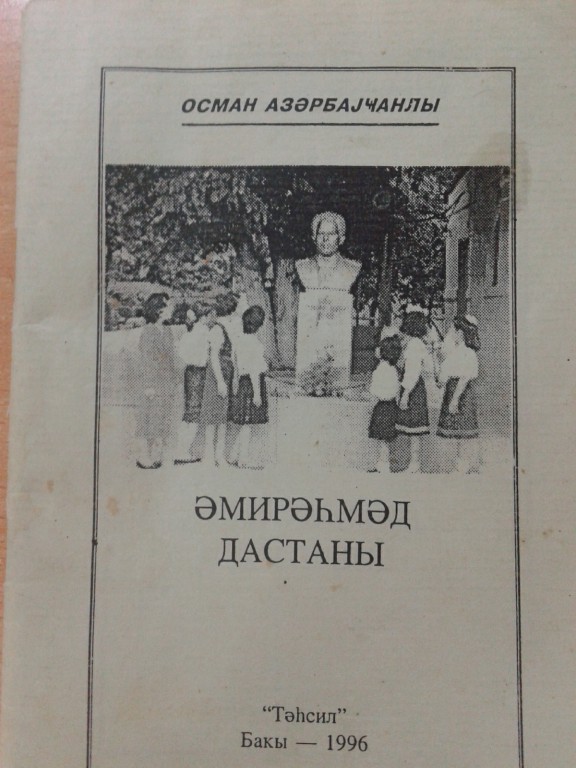 ОСМАН АЗӘРБАЈҸАНЛЫ
ӘМИРӘҺМӘД
ДАСТАНЫ
"Тәһсил"
Бакы — 1996